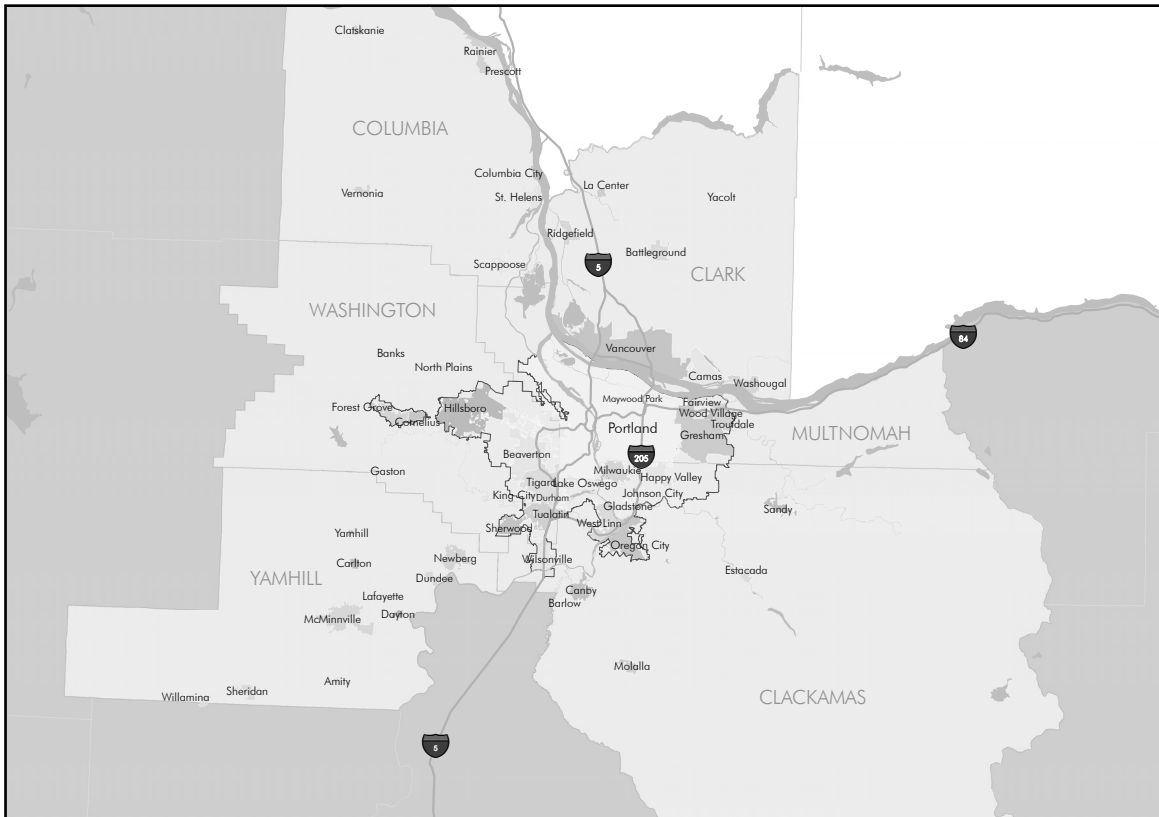 Clatskanie
Rainier
Prescott
COLUMBIA
Columbia City
La Center
Vernonia
St. Helens
Yacolt
Ridgefield
Battleground
Scappoose
5
CLARK
WASHINGTON
84
Vancouver
Banks
North Plains
Camas
Washougal
Maywood Park
Fairview
Forest Grove
Hillsboro
Wood Village
Cornelius
Troutdale
Portland
Gresham
MULTNOMAH
Beaverton
205
Gaston
Milwaukie
Happy Valley
Tigard
Lake Oswego
King City
Durham
Johnson City
Gladstone
Sandy
Tualatin
Sherwood
West Linn
Yamhill
Oregon City
Carlton
Newberg
Wilsonville
YAMHILL
Dundee
Estacada
Canby
Lafayette
Barlow
McMinnville
Dayton
Molalla
Amity
Willamina
Sheridan
CLACKAMAS
5